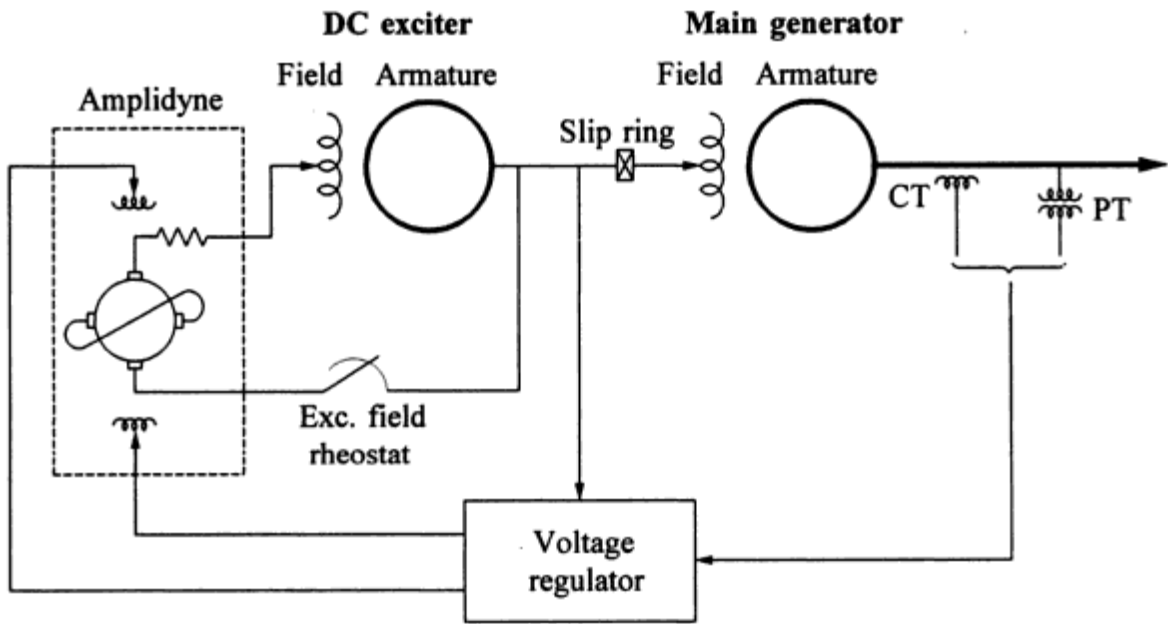 DC exciter
Main generator
Field
Armature
Field
Armature
Amplidyne
Slip ring
CT
PT
Exc. field
rheostat
Voltage
regulator